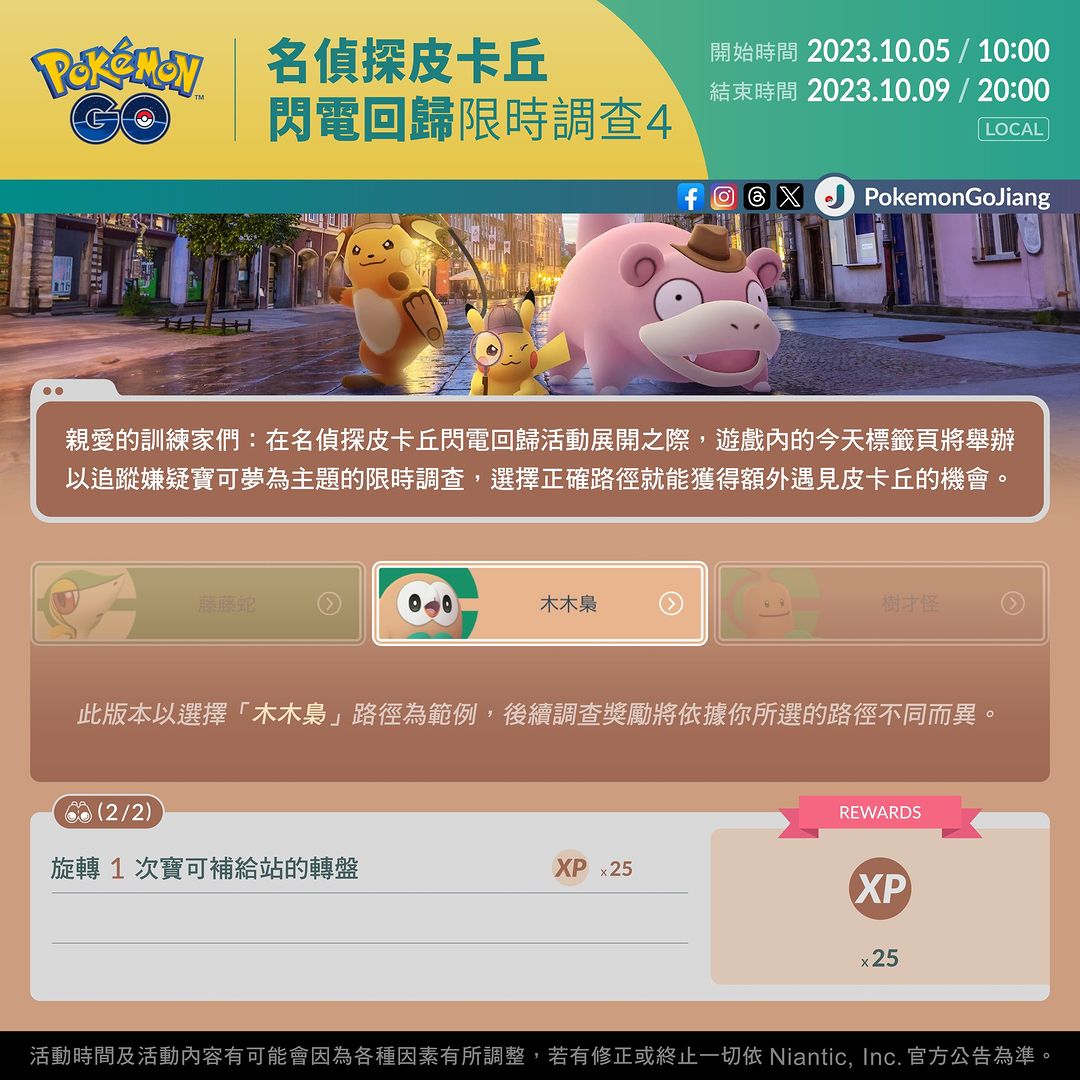 POKÉMON GO™
名偵探皮卡丘
閃電回歸限時調查4
開始時間 2023.10.05 / 10:00
結束時間 2023.10.09 / 20:00
LOCAL
PokemonGoJiang
親愛的訓練家們：在名偵探皮卡丘閃電回歸活動展開之際，遊戲內的今天標籤頁將舉辦
以追蹤嫌疑寶可夢為主題的限時調查，選擇正確路徑就能獲得額外遇見皮卡丘的機會。
藤藤蛇
木木梟
樹才怪
此版本以選擇「木木梟」路徑為範例，後續調查獎勵將依據你所選的路徑不同而異。
(2/2)
REWARDS
旋轉 1 次寶可補給站的轉盤
XP x25
XP
x25
活動時間及活動內容有可能會因為各種因素有所調整，若有修正或終止一切依 Niantic, Inc. 官方公告為準。